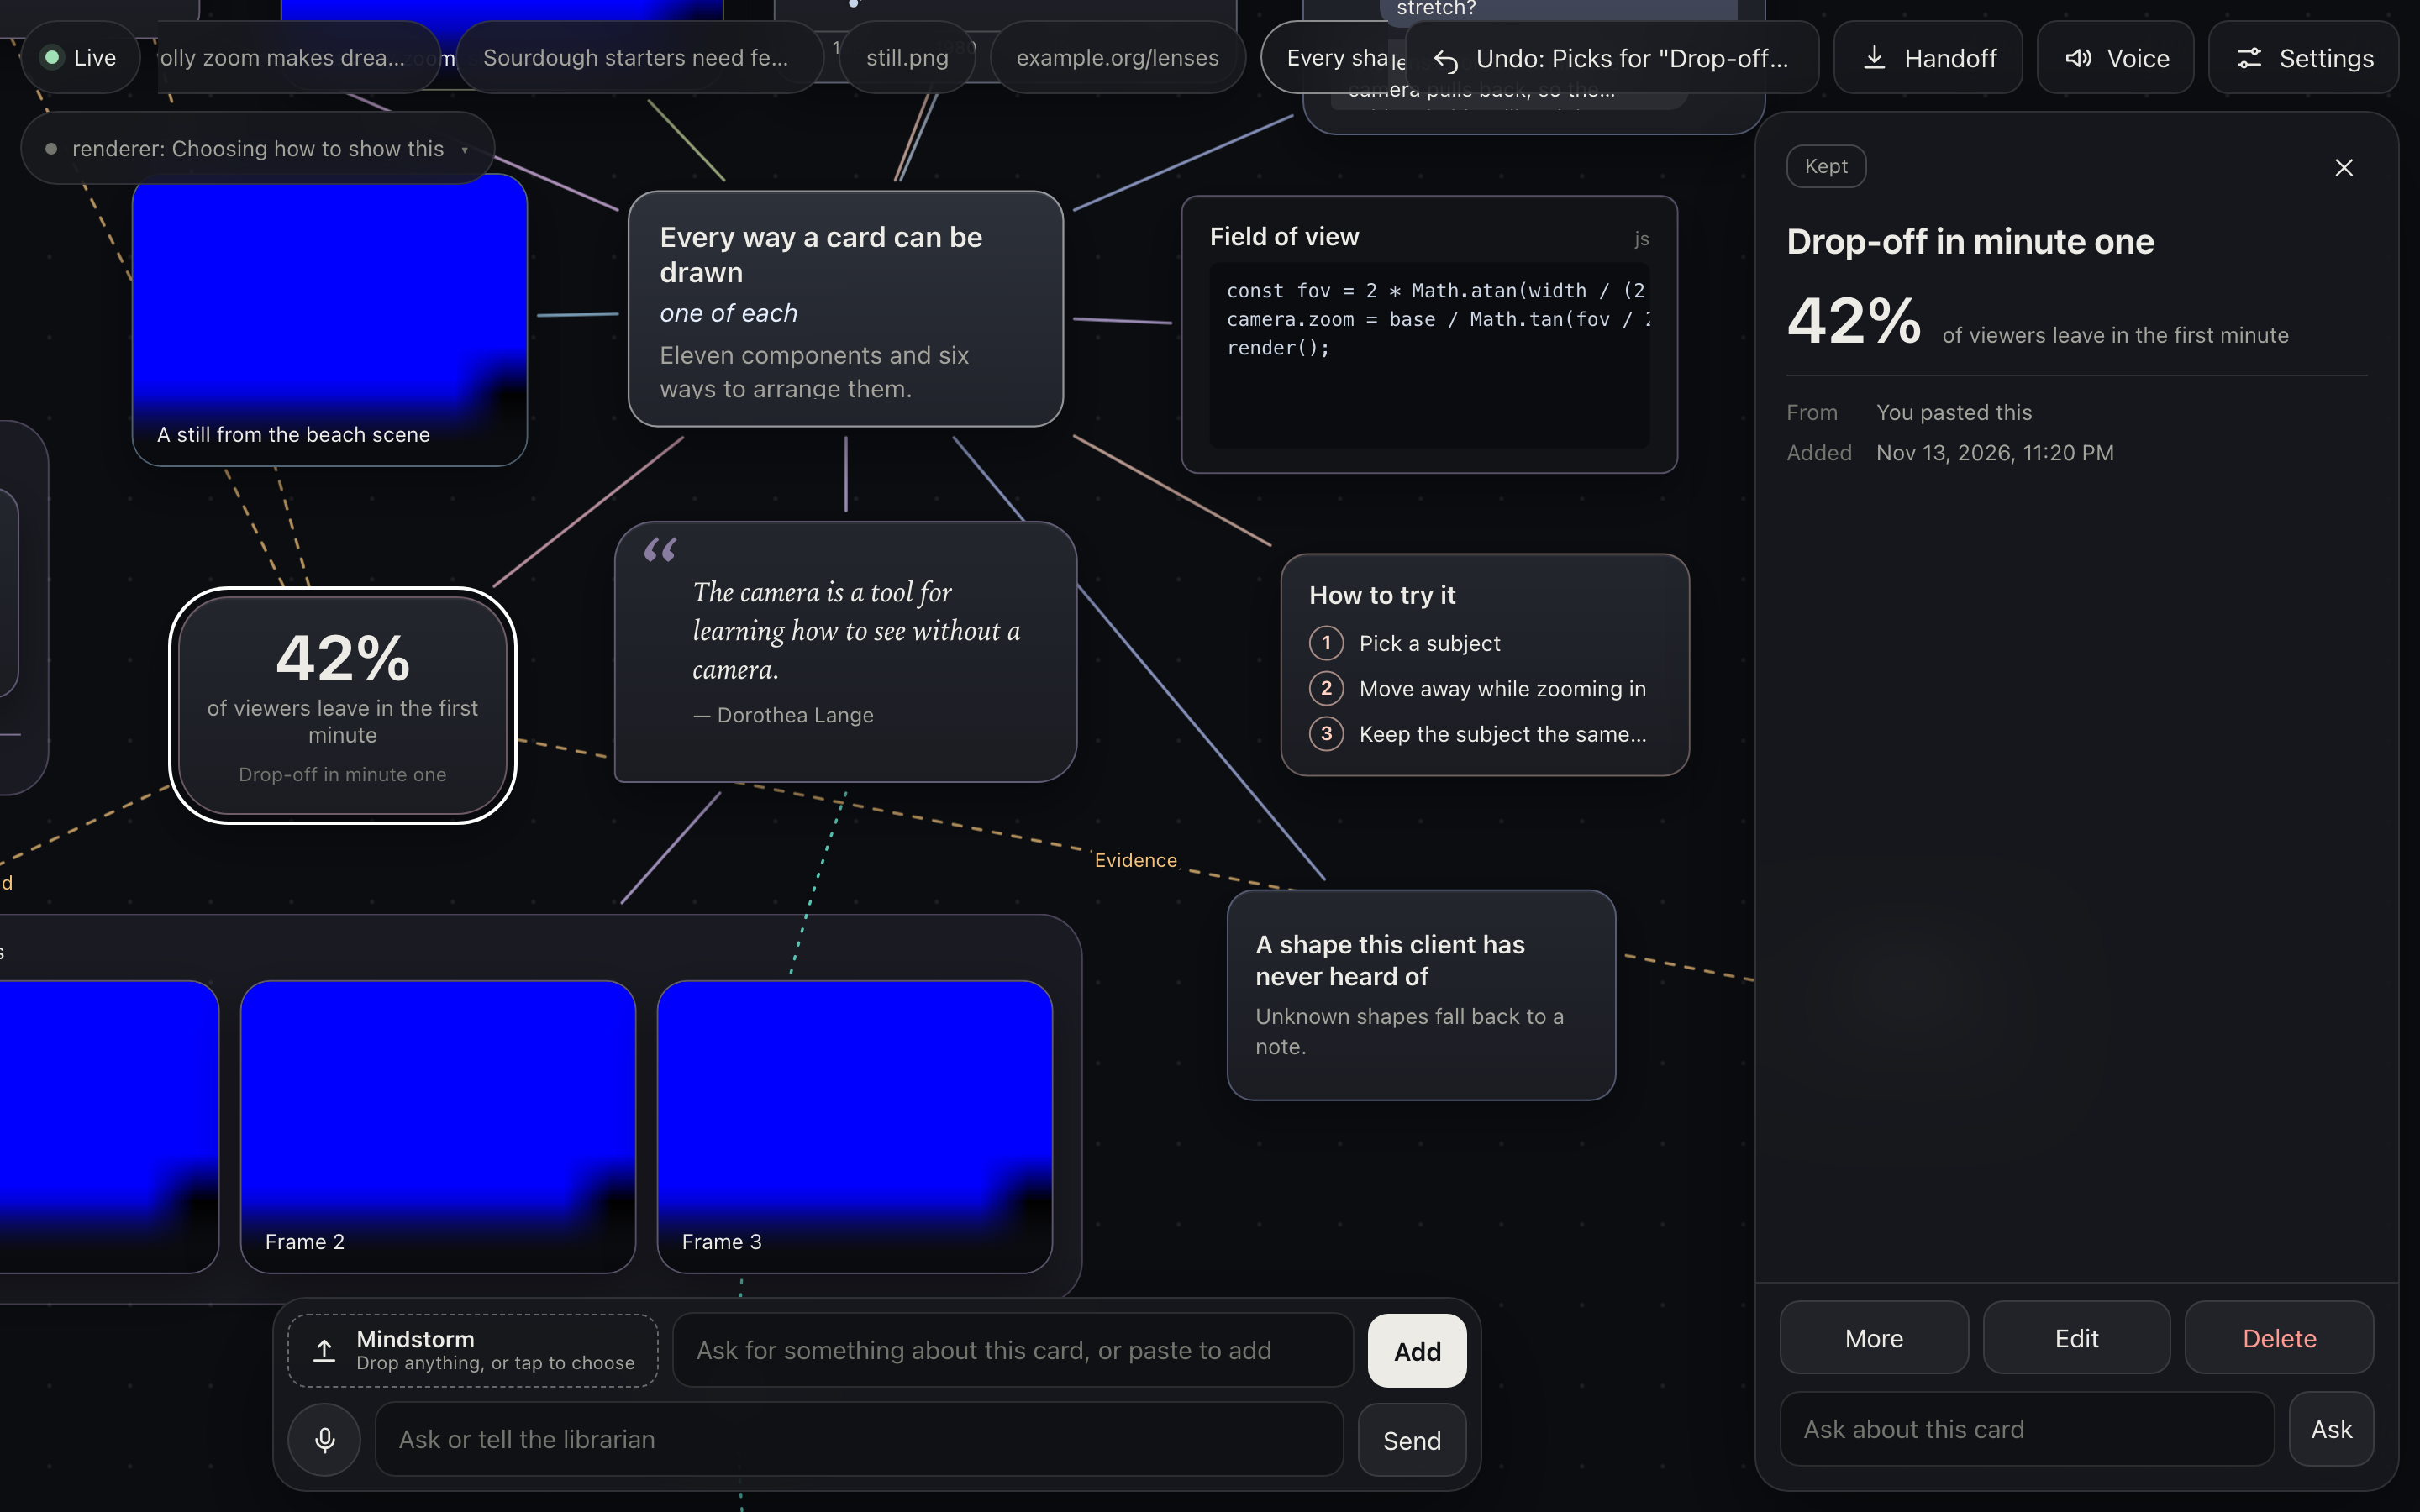 stretch?
Live
olly zoom makes drea...
Sourdough starters need fe...
still.png
example.org/lenses
Every sha
Undo: Picks for "Drop-off...
Handoff
Voice
Settings
camera pulls back, so the...
renderer: Choosing how to show this
A still from the beach scene
Every way a card can be
drawn
one of each
Eleven components and six
ways to arrange them.
Field of view
js
const fov = 2 * Math.atan(width / (2
camera.zoom = base / Math.tan(fov / 2
render();
42%
of viewers leave in the first
minute
Drop-off in minute one
“
The camera is a tool for
learning how to see without a
camera.
— Dorothea Lange
How to try it
1 Pick a subject
2 Move away while zooming in
3 Keep the subject the same...
Evidence
d
A shape this client has
never heard of
Unknown shapes fall back to a
note.
s
Frame 2
Frame 3
Mindstorm
Drop anything, or tap to choose
Ask for something about this card, or paste to add
Add
Ask or tell the librarian
Send
Kept
Drop-off in minute one
42% of viewers leave in the first minute
From You pasted this
Added Nov 13, 2026, 11:20 PM
More
Edit
Delete
Ask about this card
Ask